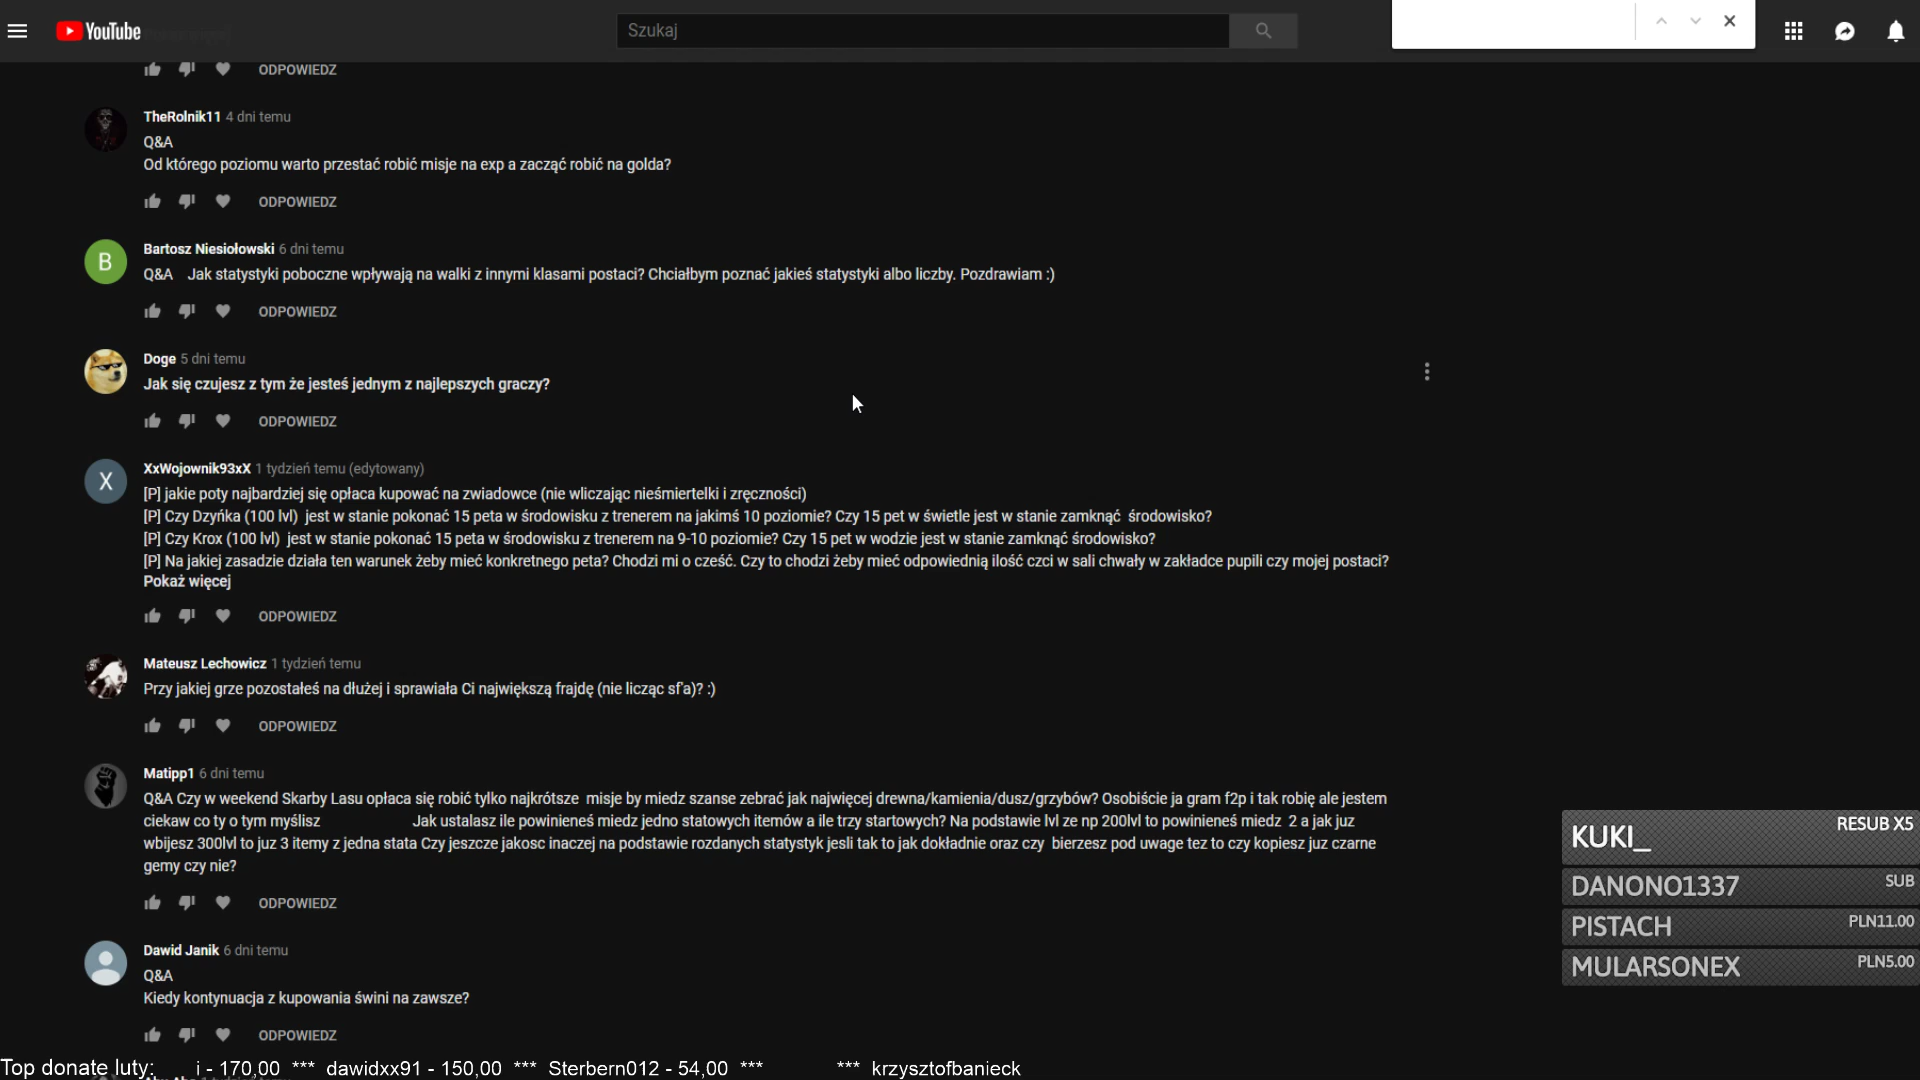 YouTube
Szukaj
ODPOWIEDZ
TheRolnik11 4 dni temu
Q&A
Od którego poziomu warto przestać robić misje na exp a zacząć robić na golda?
ODPOWIEDZ
B
Bartosz Niesiołowski 6 dni temu
Q&A Jak statystyki poboczne wpływają na walki z innymi klasami postaci? Chciałbym poznać jakieś statystyki albo liczby. Pozdrawiam :)
ODPOWIEDZ
Doge 5 dni temu
Jak się czujesz z tym że jesteś jednym z najlepszych graczy?
ODPOWIEDZ
X
XxWojownik93xX 1 tydzień temu (edytowany)
[P] jakie poty najbardziej się opłaca kupować na zwiadowce (nie wliczając nieśmiertelki i zręczności)
[P] Czy Dzyńka (100 lvl) jest w stanie pokonać 15 peta w środowisku z trenerem na jakimś 10 poziomie? Czy 15 pet w świetle jest w stanie zamknąć środowisko?
[P] Czy Krox (100 lvl) jest w stanie pokonać 15 peta w środowisku z trenerem na 9-10 poziomie? Czy 15 pet w wodzie jest w stanie zamknąć środowisko?
[P] Na jakiej zasadzie działa ten warunek żeby mieć konkretnego peta? Chodzi mi o cześć. Czy to chodzi żeby mieć odpowiednią ilość czci w sali chwały w zakładce pupili czy mojej postaci?
Pokaż więcej
ODPOWIEDZ
Mateusz Lechowicz 1 tydzień temu
Przy jakiej grze pozostałeś na dłużej i sprawiała Ci największą frajdę (nie licząc sf'a)? :)
ODPOWIEDZ
Matipp1 6 dni temu
Q&A Czy w weekend Skarby Lasu opłaca się robić tylko najkrótsze misje by miedz szanse zebrać jak najwięcej drewna/kamienia/dusz/grzybów? Osobiście ja gram f2p i tak robię ale jestem
ciekaw co ty o tym myślisz Jak ustalasz ile powinieneś miedz jedno statowych itemów a ile trzy startowych? Na podstawie lvl ze np 200lvl to powinieneś miedz 2 a jak juz
wbijesz 300lvl to juz 3 itemy z jedna stata Czy jeszcze jakosc inaczej na podstawie rozdanych statystyk jesli tak to jak dokładnie oraz czy bierzesz pod uwage tez to czy kopiesz juz czarne
gemy czy nie?
ODPOWIEDZ
Dawid Janik 6 dni temu
Q&A
Kiedy kontynuacja z kupowania świni na zawsze?
ODPOWIEDZ
KUKI_ RESUB X5
DANONO1337 SUB
PISTACH PLN11.00
MULARSONEX PLN5.00
Top donate luty: i - 170,00 *** dawidxx91 - 150,00 *** Sterbern012 - 54,00 *** *** krzysztofbanieck